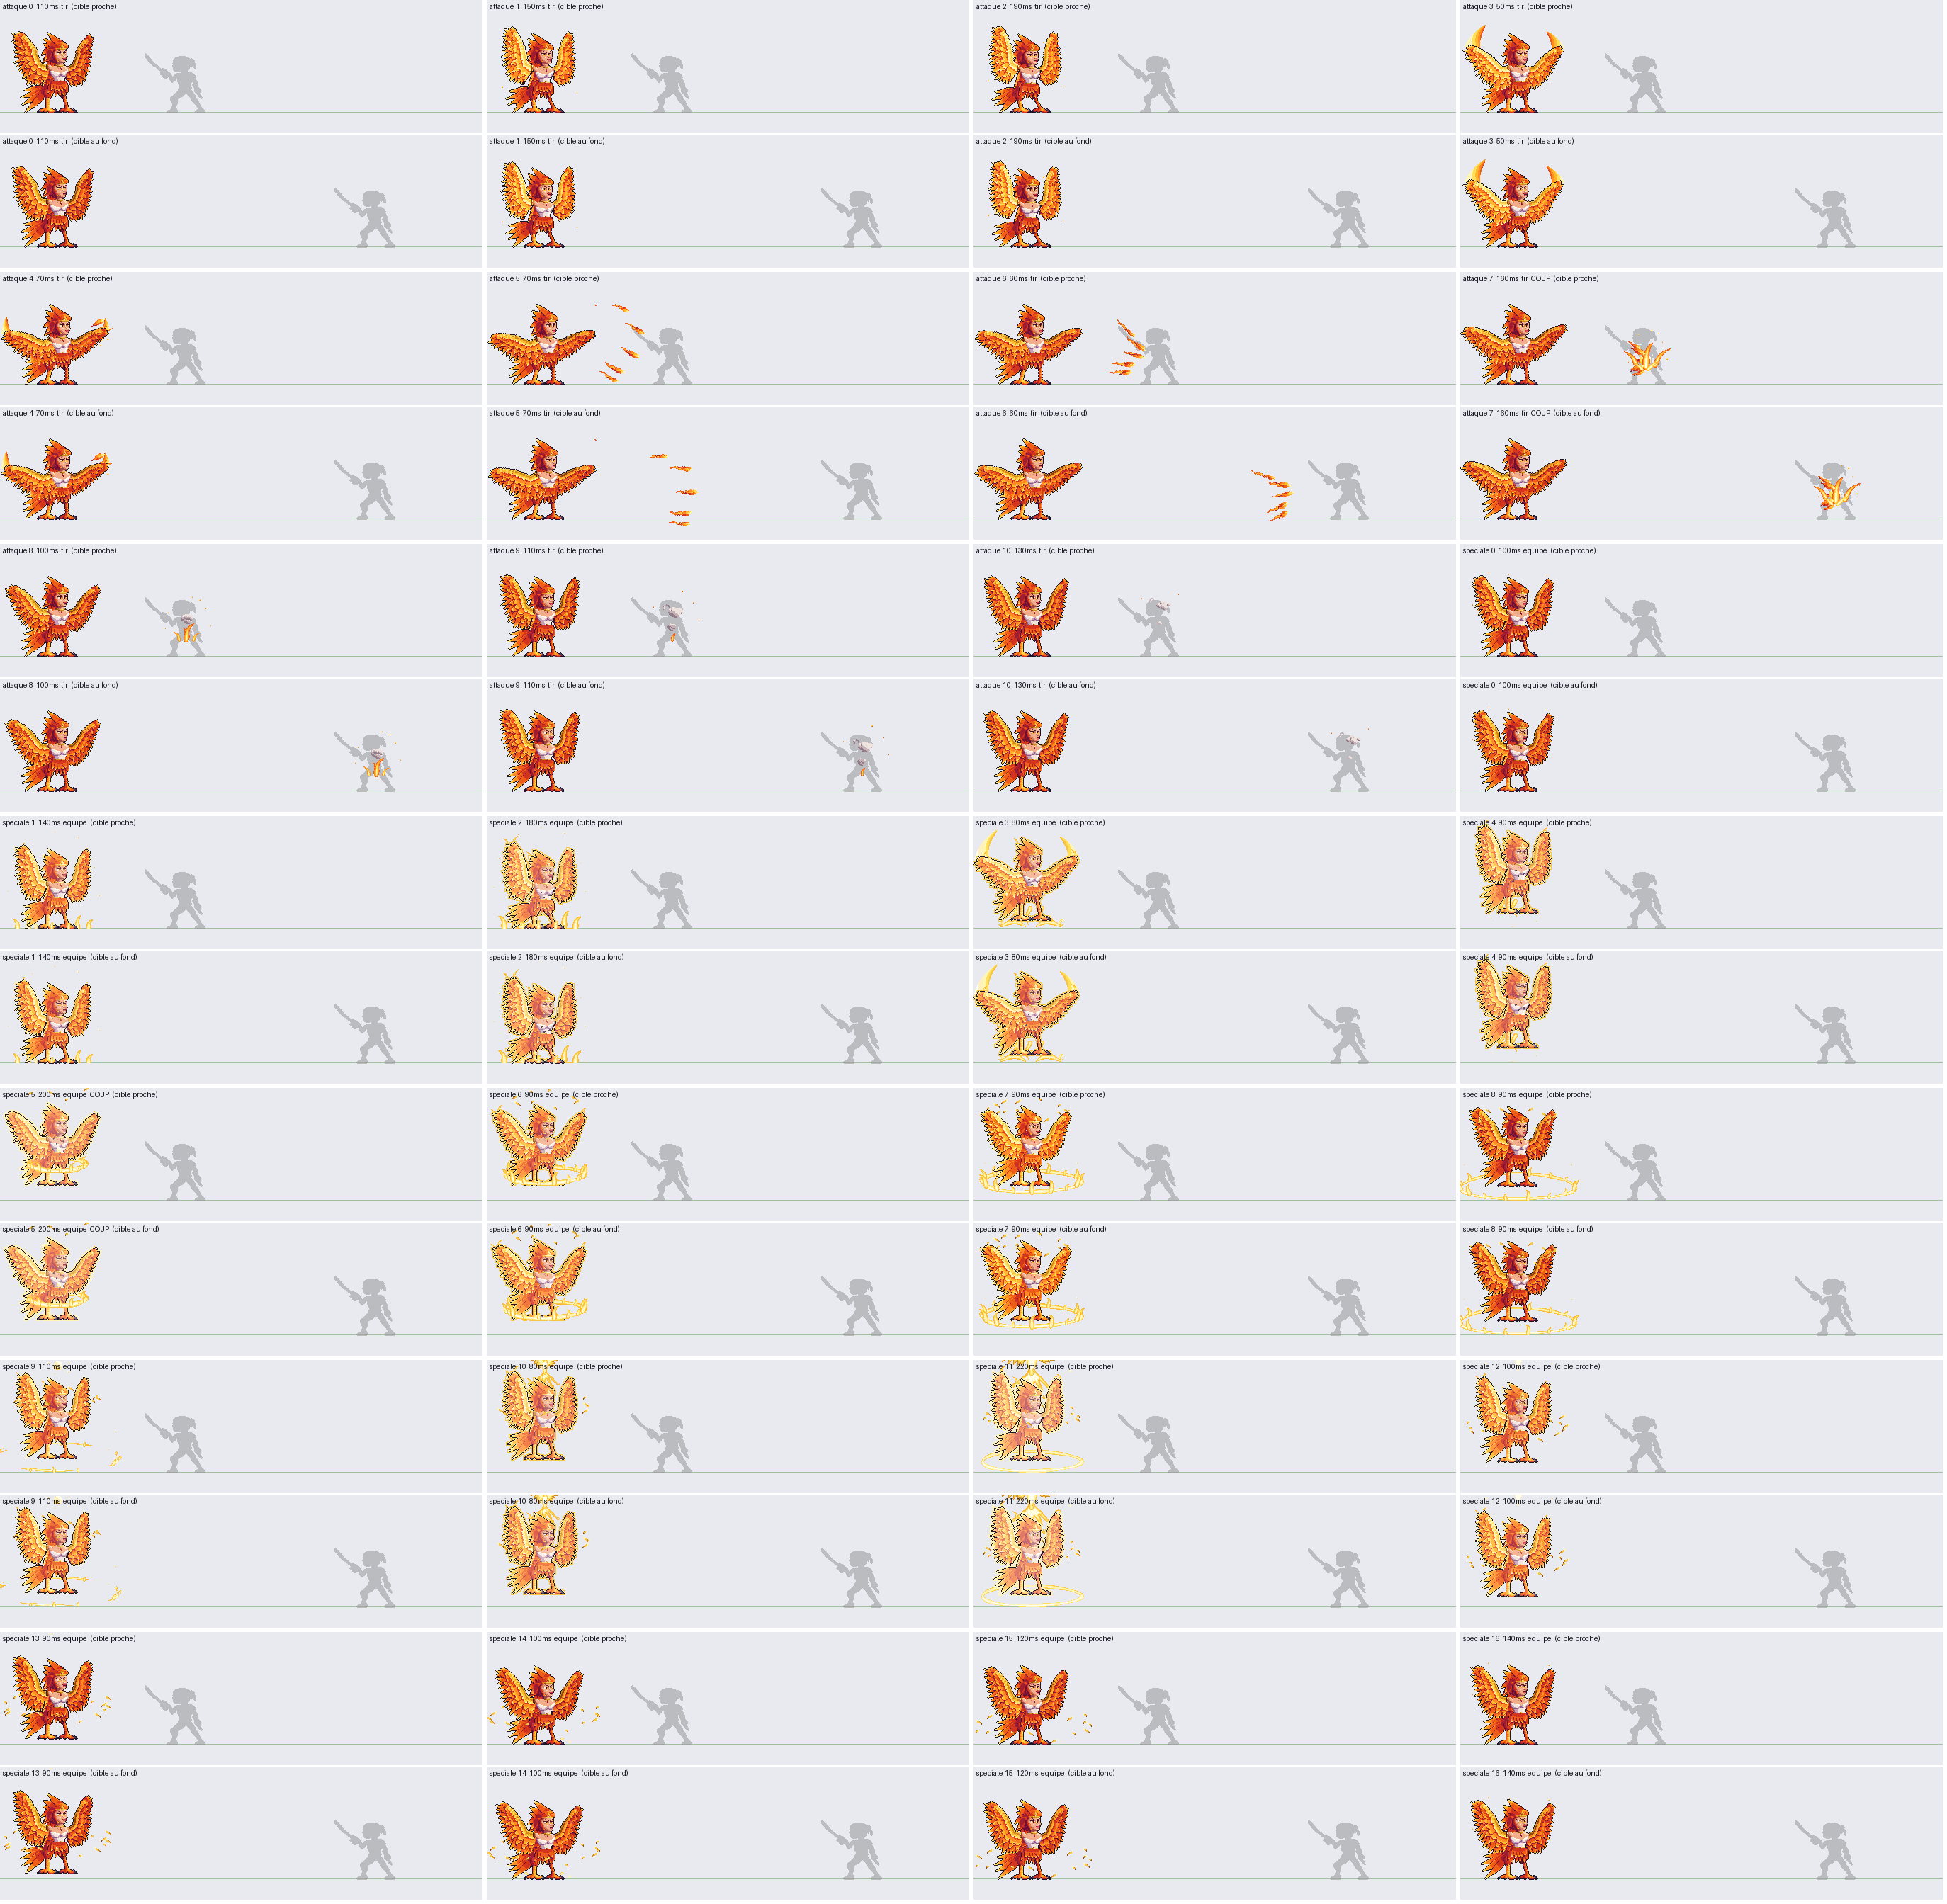 attaque 0 110ms tir (cible proche)
attaque 1 150ms tir (cible proche)
attaque 2 190ms tir (cible proche)
attaque 3 50ms tir (cible proche)
attaque 0 110ms tir (cible au fond)
attaque 1 150ms tir (cible au fond)
attaque 2 190ms tir (cible au fond)
attaque 3 50ms tir (cible au fond)
attaque 4 70ms tir (cible proche)
attaque 5 70ms tir (cible proche)
attaque 6 60ms tir (cible proche)
attaque 7 160ms tir COUP (cible proche)
attaque 4 70ms tir (cible au fond)
attaque 5 70ms tir (cible au fond)
attaque 6 60ms tir (cible au fond)
attaque 7 160ms tir COUP (cible au fond)
attaque 8 100ms tir (cible proche)
attaque 9 110ms tir (cible proche)
attaque 10 130ms tir (cible proche)
speciale 0 100ms equipe (cible proche)
attaque 8 100ms tir (cible au fond)
attaque 9 110ms tir (cible au fond)
attaque 10 130ms tir (cible au fond)
speciale 0 100ms equipe (cible au fond)
speciale 1 140ms equipe (cible proche)
speciale 2 180ms equipe (cible proche)
speciale 3 80ms equipe (cible proche)
speciale 4 90ms equipe (cible proche)
speciale 1 140ms equipe (cible au fond)
speciale 2 180ms equipe (cible au fond)
speciale 3 80ms equipe (cible au fond)
speciale 4 90ms equipe (cible au fond)
speciale 5 200ms equipe COUP (cible proche)
speciale 6 90ms equipe (cible proche)
speciale 7 90ms equipe (cible proche)
speciale 8 90ms equipe (cible proche)
speciale 5 200ms equipe COUP (cible au fond)
speciale 6 90ms equipe (cible au fond)
speciale 7 90ms equipe (cible au fond)
speciale 8 90ms equipe (cible au fond)
speciale 9 110ms equipe (cible proche)
speciale 10 80ms equipe (cible proche)
speciale 11 220ms equipe (cible proche)
speciale 12 100ms equipe (cible proche)
speciale 9 110ms equipe (cible au fond)
speciale 10 80ms equipe (cible au fond)
speciale 11 220ms equipe (cible au fond)
speciale 12 100ms equipe (cible au fond)
speciale 13 90ms equipe (cible proche)
speciale 14 100ms equipe (cible proche)
speciale 15 120ms equipe (cible proche)
speciale 16 140ms equipe (cible proche)
speciale 13 90ms equipe (cible au fond)
speciale 14 100ms equipe (cible au fond)
speciale 15 120ms equipe (cible au fond)
speciale 16 140ms equipe (cible au fond)